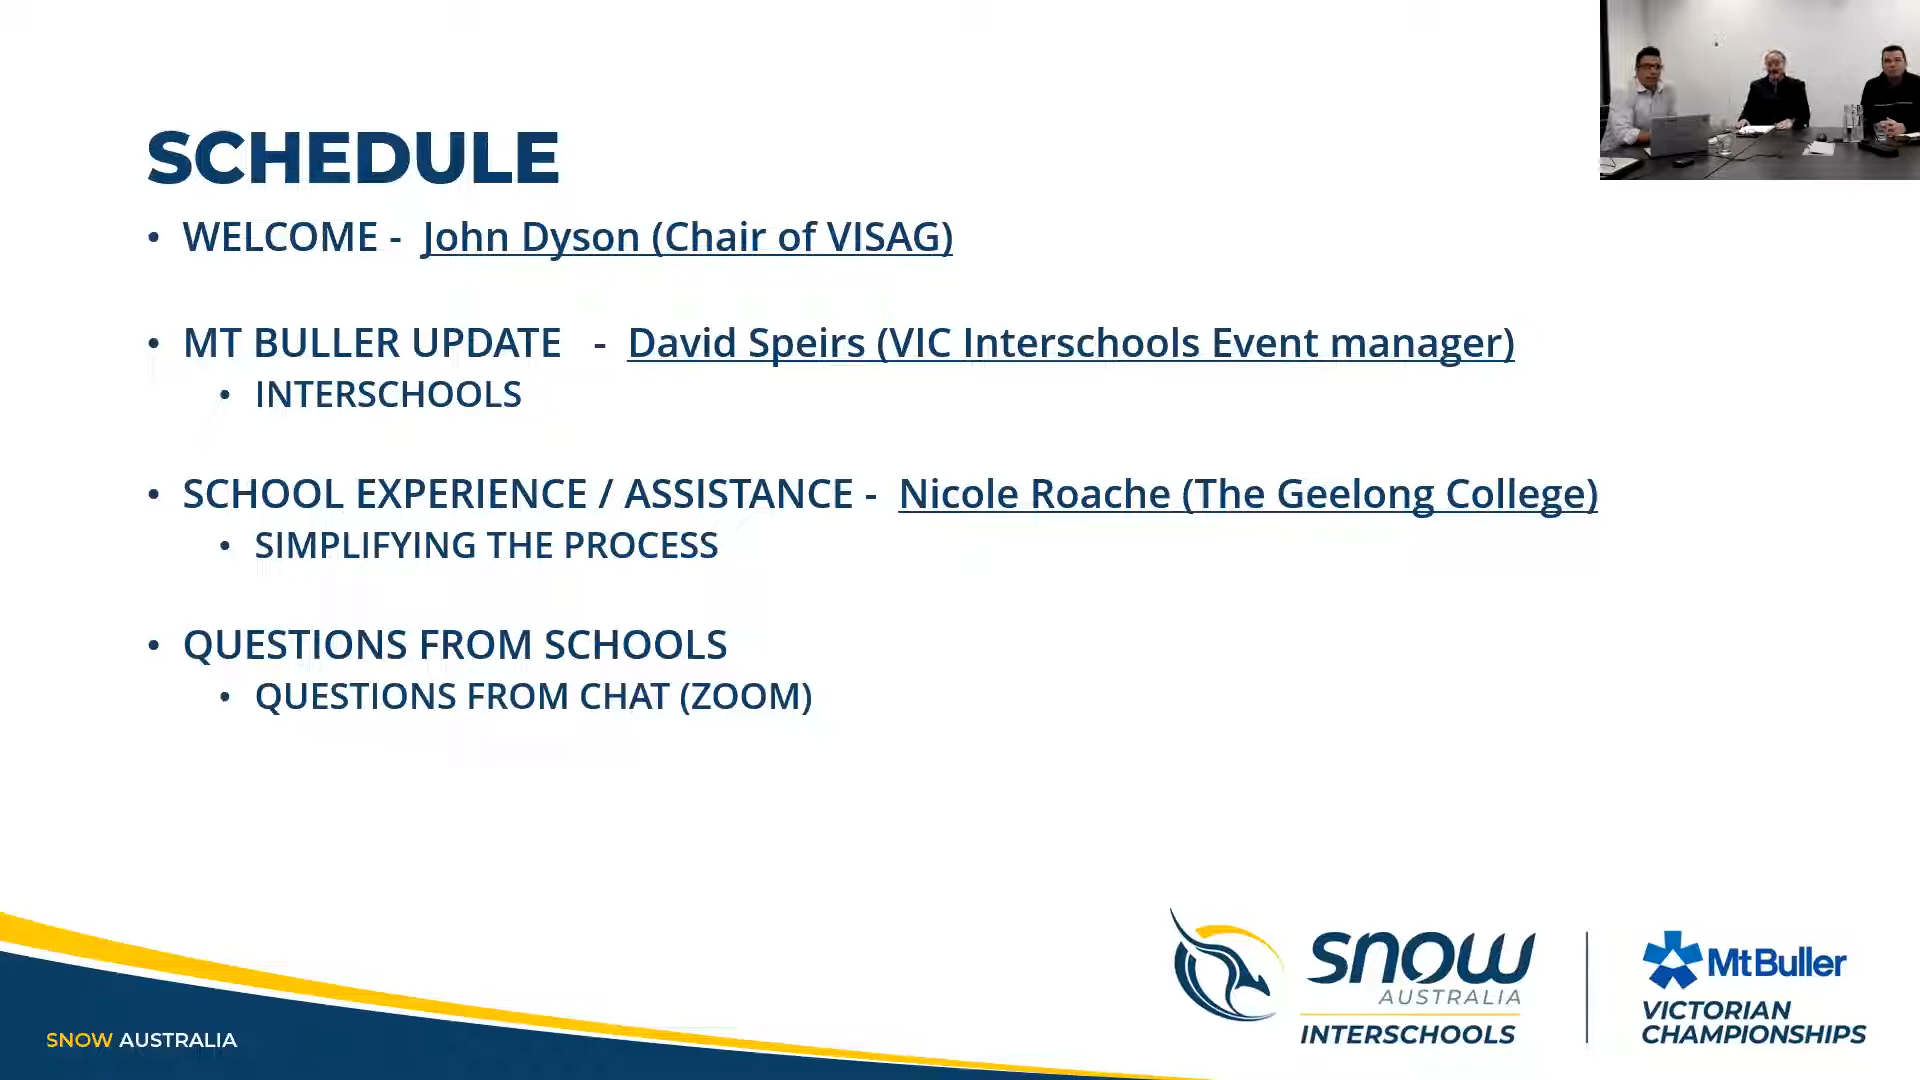 SCHEDULE
• WELCOME - John Dyson (Chair of VISAG)
• MT BULLER UPDATE - David Speirs (VIC Interschools Event manager)
• INTERSCHOOLS
• SCHOOL EXPERIENCE / ASSISTANCE - Nicole Roache (The Geelong College)
• SIMPLIFYING THE PROCESS
• QUESTIONS FROM SCHOOLS
• QUESTIONS FROM CHAT (ZOOM)
SNOW AUSTRALIA
snow
AUSTRALIA
INTERSCHOOLS
Mt Buller
VICTORIAN
CHAMPIONSHIPS